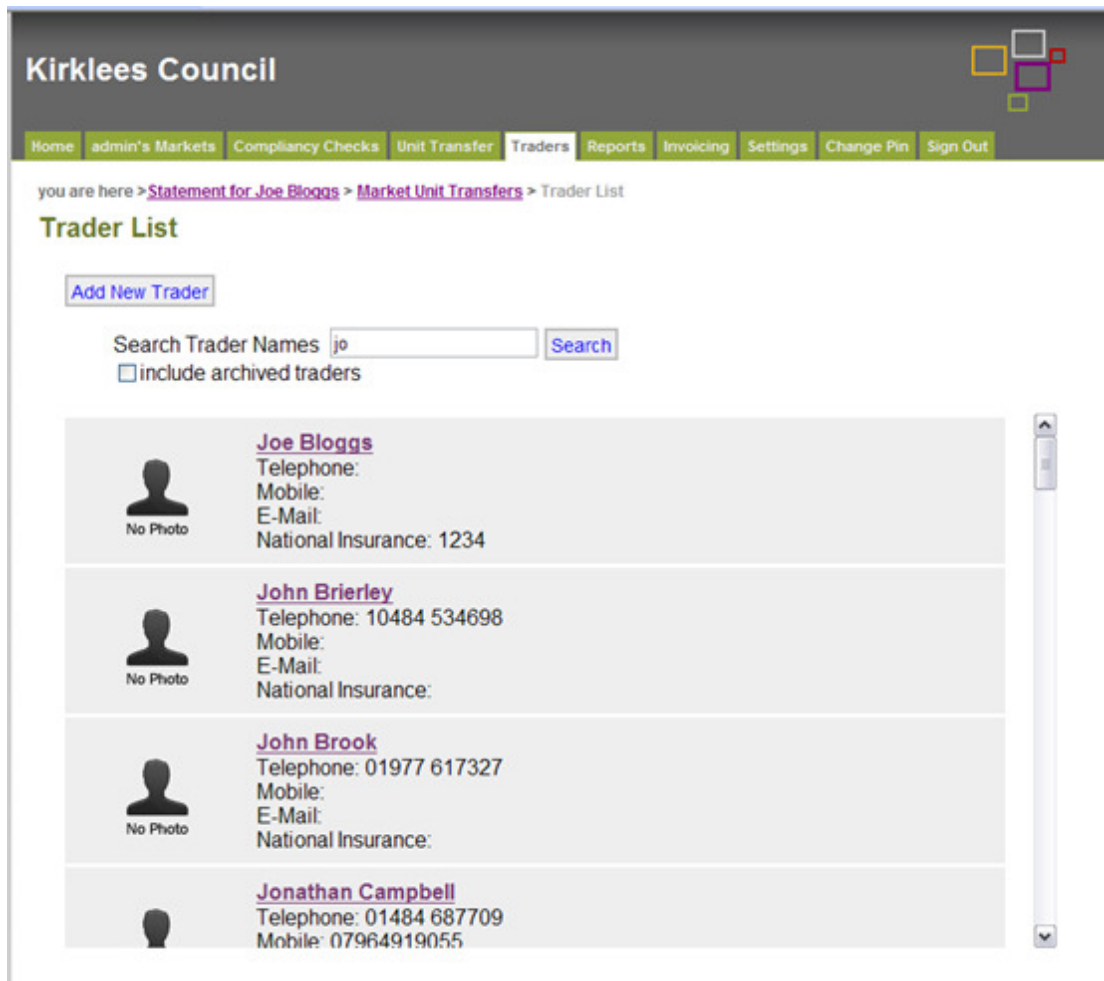 Kirklees Council
Home admin's Markets Compliancy Checks Unit Transfer Traders Reports Invoicing Settings Change Pin Sign Out
you are here >Statement for Joe Bloggs > Market Unit Transfers > Trader List
Trader List
Add New Trader
Search Trader Names jo Search
include archived traders
Joe Bloggs
Telephone:
Mobile:
E-Mail:
No Photo
National Insurance: 1234
John Brierley
Telephone: 10484 534698
Mobile:
E-Mail:
No Photo
National Insurance:
John Brook
Telephone: 01977 617327
Mobile:
E-Mail:
No Photo
National Insurance:
Jonathan Campbell
Telephone: 01484 687709
Mobile: 07964919055